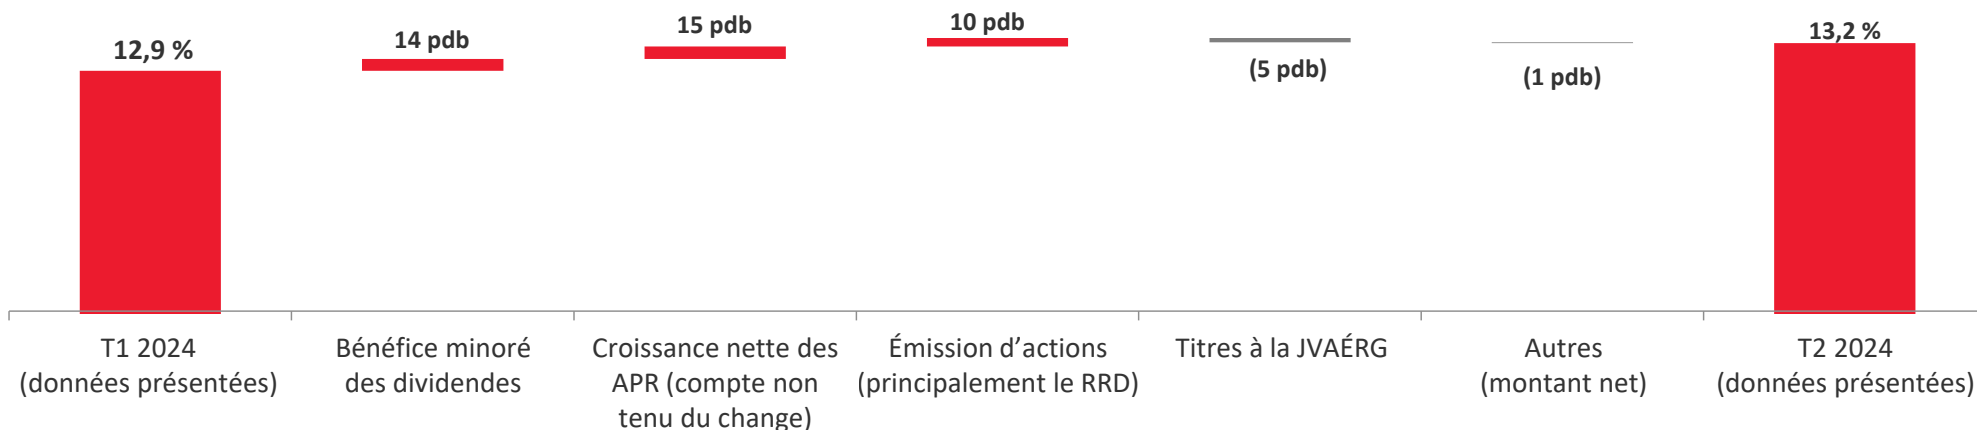 12,9 %
14 pdb
15 pdb
10 pdb
(5 pdb)
(1 pdb)
13,2 %
T1 2024
(données présentées)
Bénéfice minoré
des dividendes
Croissance nette des
APR (compte non
tenu du change)
Émission d’actions
(principalement le RRD)
Titres à la JVAÉRG
Autres
(montant net)
T2 2024
(données présentées)